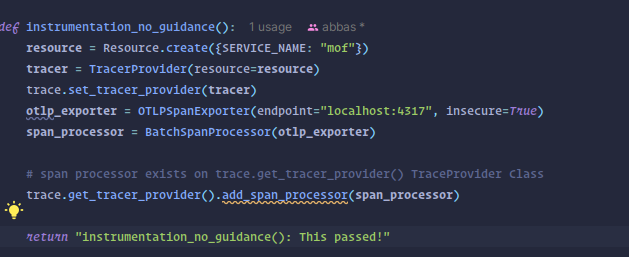 def instrumentation_no_guidance(): 1 usage abbas *
resource = Resource.create({SERVICE_NAME: "mof"})
tracer = TracerProvider(resource=resource)
trace.set_tracer_provider(tracer)
otlp_exporter = OTLPSpanExporter(endpoint="localhost:4317", insecure=True)
span_processor = BatchSpanProcessor(otlp_exporter)
# span processor exists on trace.get_tracer_provider() TraceProvider Class
trace.get_tracer_provider().add_span_processor(span_processor)
return "instrumentation_no_guidance(): This passed!"